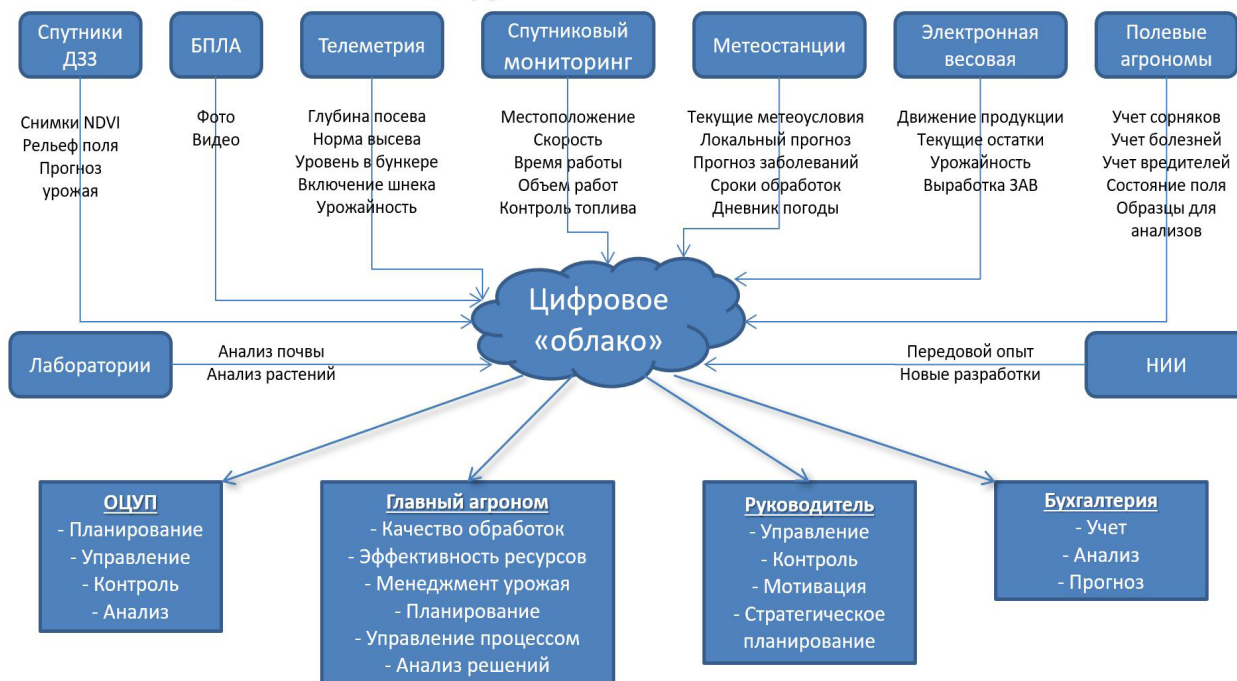 Спутники
ДЗЗ
БПЛА
Телеметрия
Спутниковый
мониторинг
Метеостанции
Электронная
весовая
Полевые
агрономы
Снимки NDVI
Рельеф поля
Прогноз
урожая
Фото
Видео
Глубина посева
Норма высева
Уровень в бункере
Включение шнека
Урожайность
Местоположение
Скорость
Время работы
Объем работ
Контроль топлива
Текущие метеоусловия
Локальный прогноз
Прогноз заболеваний
Сроки обработок
Дневник погоды
Движение продукции
Текущие остатки
Урожайность
Выработка ЗАВ
Учет сорняков
Учет болезней
Учет вредителей
Состояние поля
Образцы для
анализов
Цифровое
«облако»
Лаборатории
Анализ почвы
Анализ растений
Передовой опыт
Новые разработки
НИИ
ОЦУП
- Планирование
- Управление
- Контроль
- Анализ
Главный агроном
- Качество обработок
- Эффективность ресурсов
- Менеджмент урожая
- Планирование
- Управление процессом
- Анализ решений
Руководитель
- Управление
- Контроль
- Мотивация
- Стратегическое
планирование
Бухгалтерия
- Учет
- Анализ
- Прогноз